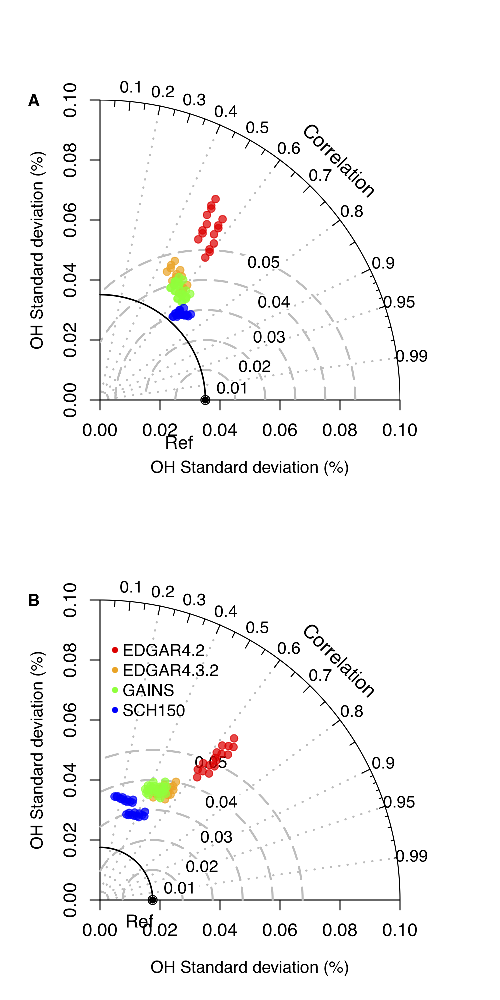 A
0.1
0.2
0.3
0.4
0.5
0.6
0.7
0.8
0.9
0.95
0.99
Correlation
OH Standard deviation (%)
0.10
0.08
0.06
0.04
0.02
0.00
0.05
0.04
0.03
0.02
0.01
0.00 0.02 0.04 0.06 0.08 0.10
Ref
OH Standard deviation (%)
B
0.1
0.2
0.3
0.4
0.5
0.6
0.7
0.8
0.9
0.95
0.99
Correlation
EDGAR4.2
EDGAR4.3.2
GAINS
SCH150
OH Standard deviation (%)
0.10
0.08
0.06
0.04
0.02
0.00
0.05
0.04
0.03
0.02
0.01
Ref
0.00 0.02 0.04 0.06 0.08 0.10
OH Standard deviation (%)